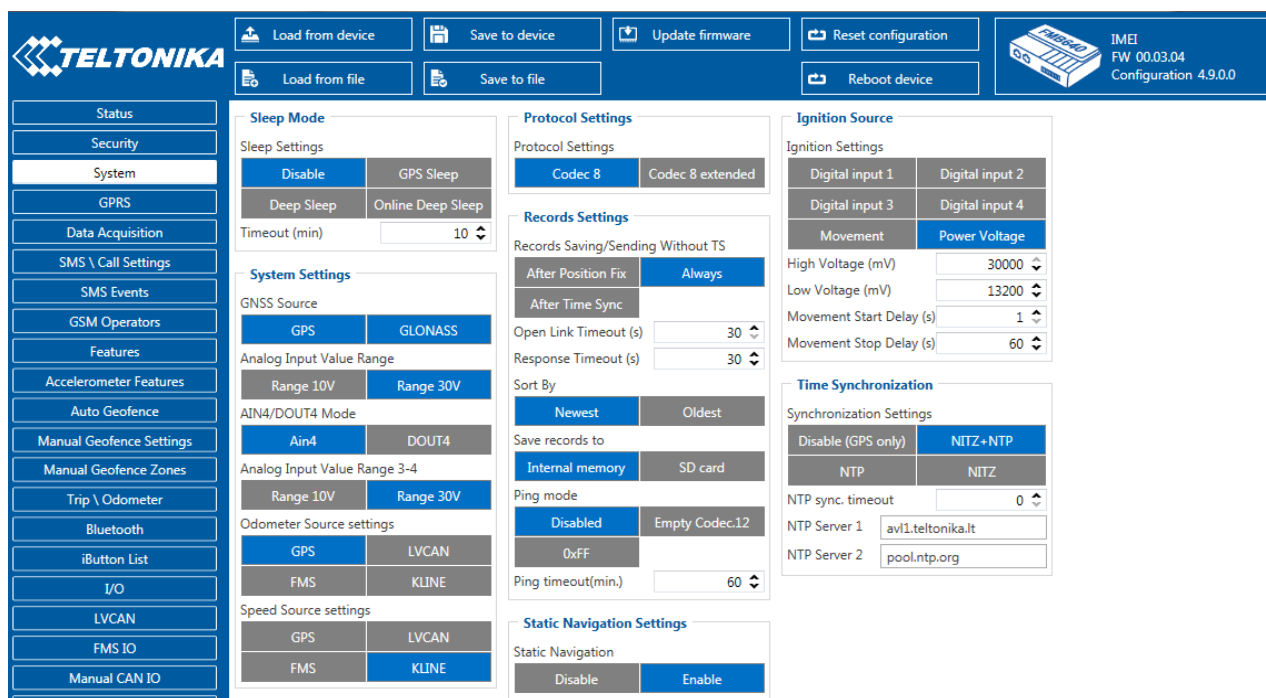 TELTONIKA
Load from device
Save to device
Update firmware
Reset configuration
Load from file
Save to file
Reboot device
FM8640
IMEI
FW 00.03.04
Configuration 4.9.0.0
Status
Security
System
GPRS
Data Acquisition
SMS \ Call Settings
SMS Events
GSM Operators
Features
Accelerometer Features
Auto Geofence
Manual Geofence Settings
Manual Geofence Zones
Trip \ Odometer
Bluetooth
iButton List
I/O
LVCAN
FMS IO
Manual CAN IO
Sleep Mode
Sleep Settings
Disable GPS Sleep
Deep Sleep Online Deep Sleep
Timeout (min) 10
System Settings
GNSS Source
GPS GLONASS
Analog Input Value Range
Range 10V Range 30V
AIN4/DOUT4 Mode
Ain4 DOUT4
Analog Input Value Range 3-4
Range 10V Range 30V
Odometer Source settings
GPS LVCAN
FMS KLINE
Speed Source settings
GPS LVCAN
FMS KLINE
Protocol Settings
Protocol Settings
Codec 8 Codec 8 extended
Records Settings
Records Saving/Sending Without TS
After Position Fix Always
After Time Sync
Open Link Timeout (s) 30
Response Timeout (s) 30
Sort By
Newest Oldest
Save records to
Internal memory SD card
Ping mode
Disabled Empty Codec.12
0xFF
Ping timeout(min.) 60
Static Navigation Settings
Static Navigation
Disable Enable
Ignition Source
Ignition Settings
Digital input 1 Digital input 2
Digital input 3 Digital input 4
Movement Power Voltage
High Voltage (mV) 30000
Low Voltage (mV) 13200
Movement Start Delay (s) 1
Movement Stop Delay (s) 60
Time Synchronization
Synchronization Settings
Disable (GPS only) NITZ+NTP
NTP NITZ
NTP sync. timeout 0
NTP Server 1 avl1.teltonika.lt
NTP Server 2 pool.ntp.org